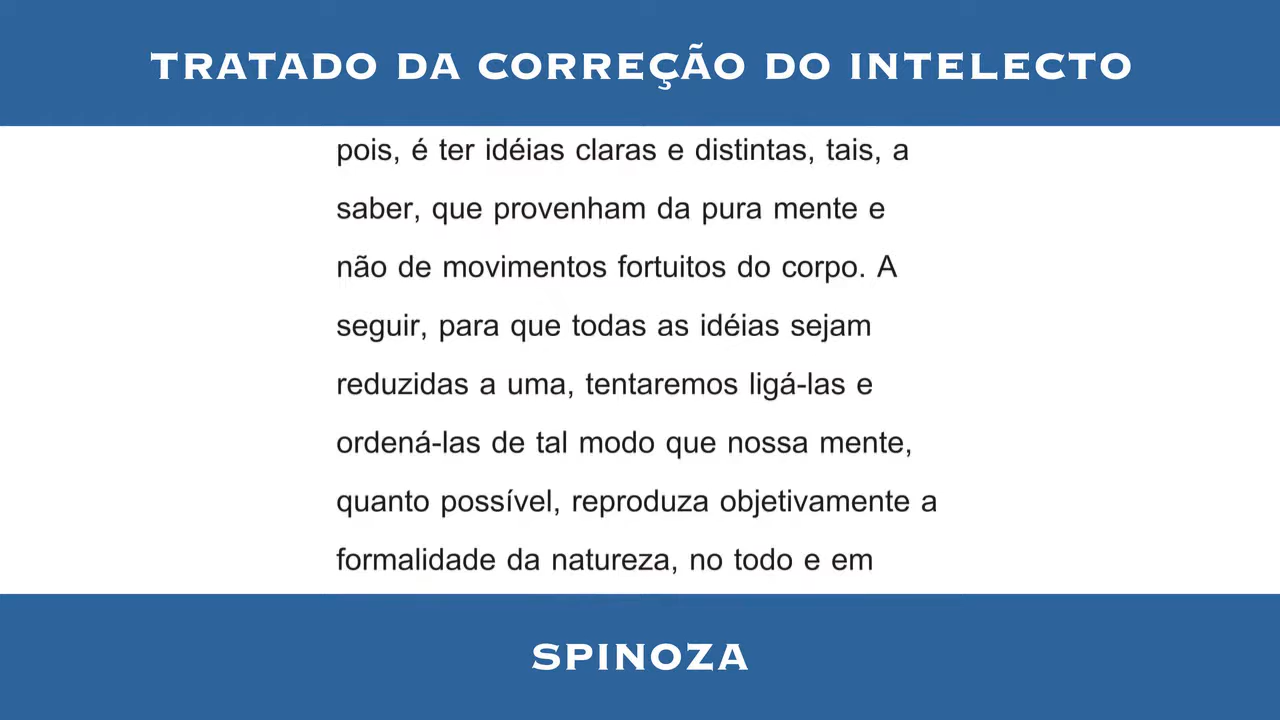 TRATADO DA CORREÇÃO DO INTELECTO
pois, é ter idéias claras e distintas, tais, a
saber, que provenham da pura mente e
não de movimentos fortuitos do corpo. A
seguir, para que todas as idéias sejam
reduzidas a uma, tentaremos ligá-las e
ordená-las de tal modo que nossa mente,
quanto possível, reproduza objetivamente a
formalidade da natureza, no todo e em
SPINOZA